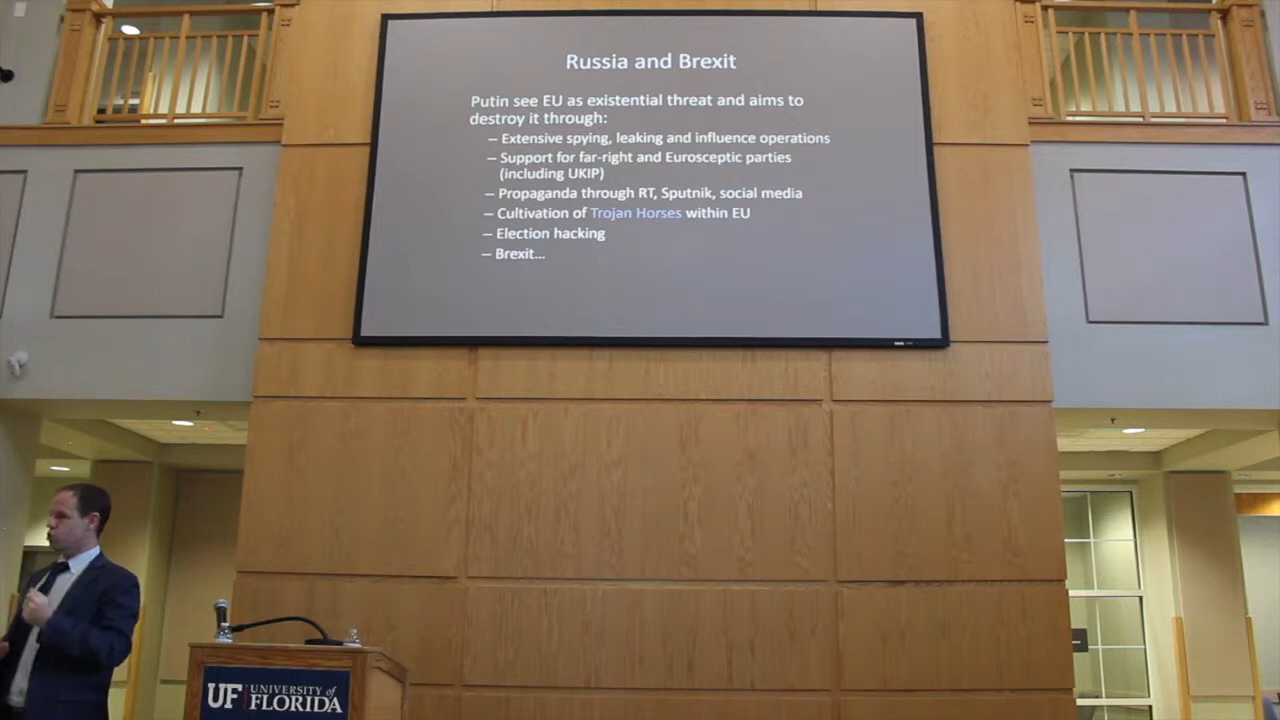 Russia and Brexit
Putin see EU as existential threat and aims to
destroy it through:
– Extensive spying, leaking and influence operations
– Support for far-right and Eurosceptic parties
(including UKIP)
– Propaganda through RT, Sputnik, social media
– Cultivation of Trojan Horses within EU
– Election hacking
– Brexit...
UF UNIVERSITY of
FLORIDA